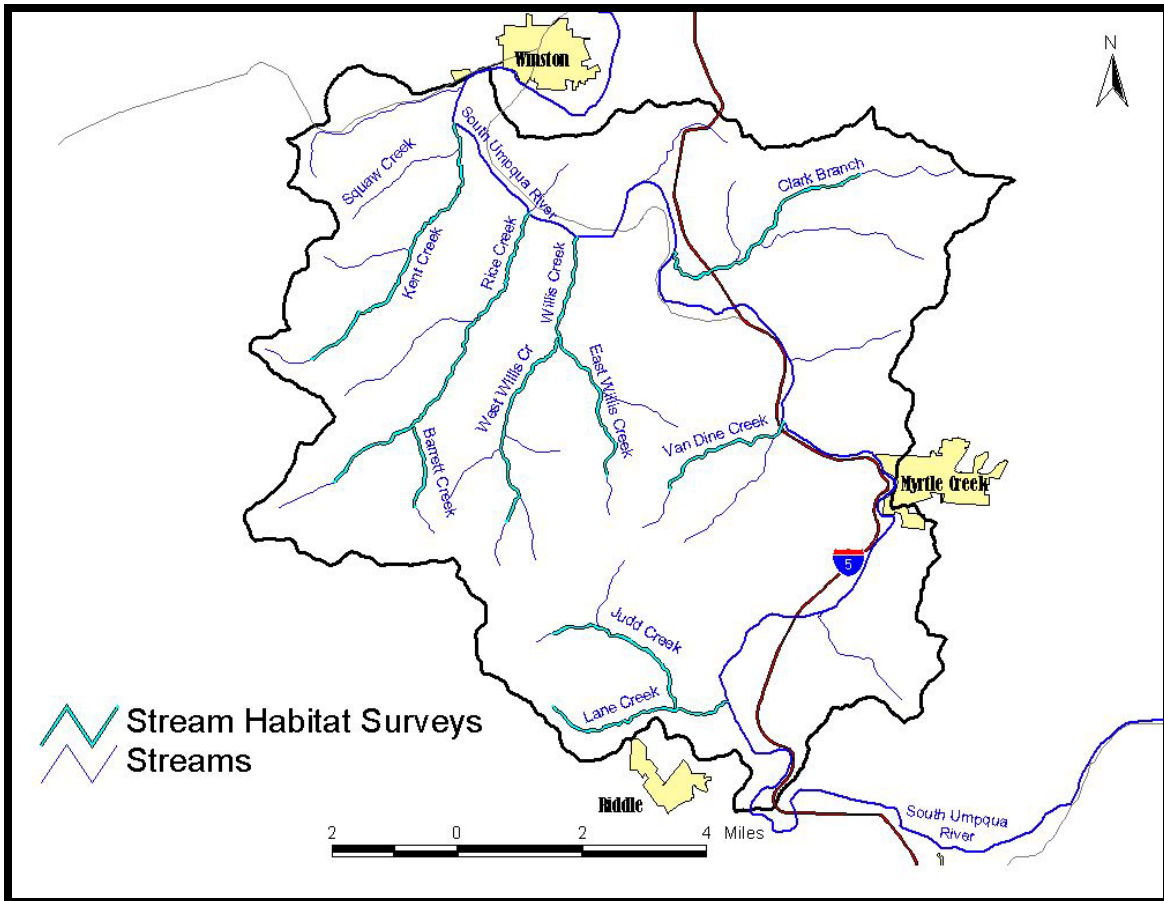 Winston
N
South Umpqua River
Squaw Creek
Clark Branch
Kent Creek
Rice Creek
Willis Creek
West Willis Cr
East Willis Creek
Barrett Creek
Van Dine Creek
Myrtle Creek
5
Judd Creek
Lane Creek
Stream Habitat Surveys
Streams
Riddle
South Umpqua
River
2 0 2 4 Miles